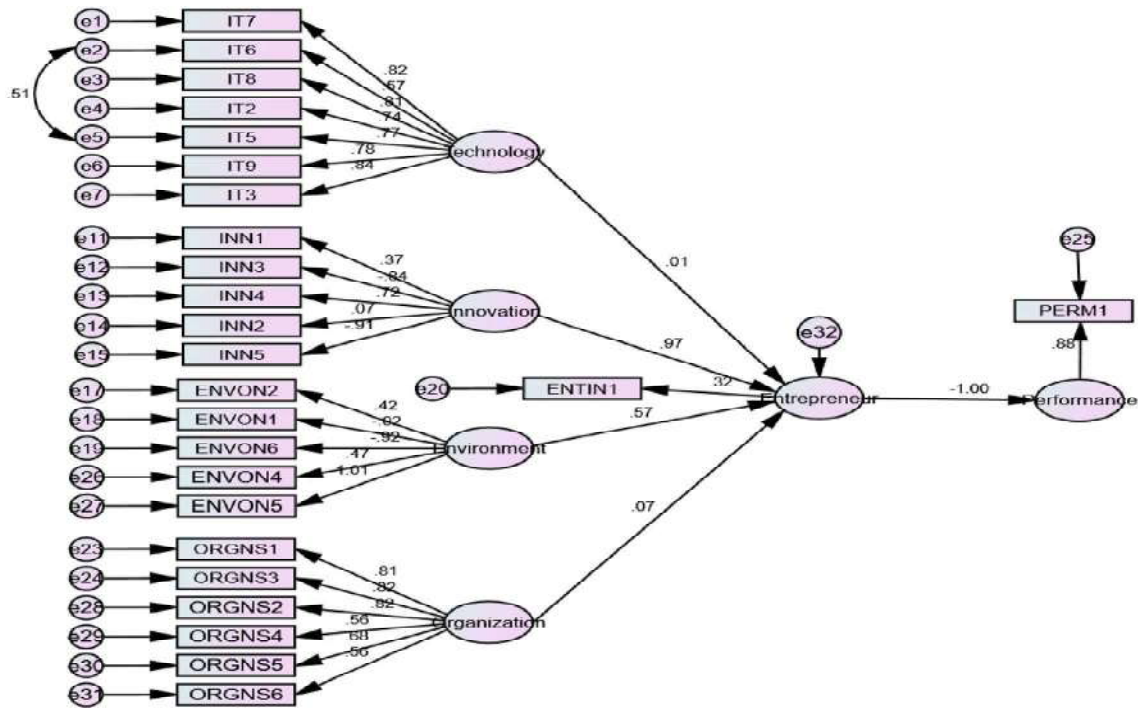 e1 IT7
e2 IT6
e3 IT8
.51
e4 IT2
e5 IT5
e6 IT9
e7 IT3
.82
.57
.81
.74
.77
.78
.84
echnology
.01
e11 INN1
e12 INN3
e13 INN4
e14 INN2
e15 INN5
.37
-.84
.72
.07
-.91
nnovation
.97
e25
PERM1
.88
e32
e20 ENTIN1
.32
Entrepreneur
-1.00
Performance
e17 ENVON2
e18 ENVON1
e19 ENVON6
e26 ENVON4
e27 ENVON5
.42
-.02
-.92
.47
1.01
Environment
.57
.07
e23 ORGNS1
e24 ORGNS3
e28 ORGNS2
e29 ORGNS4
e30 ORGNS5
e31 ORGNS6
.81
.82
.82
.56
.68
.56
Organization